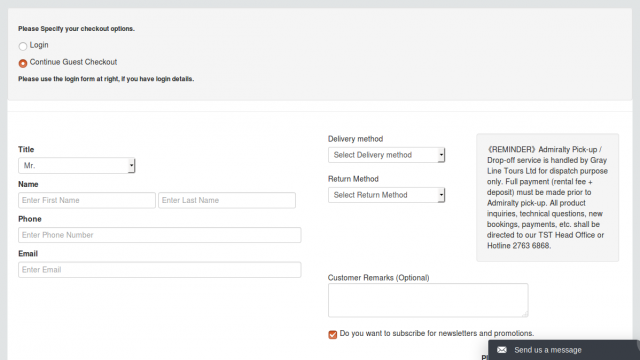 Please Specify your checkout options.
Login
Continue Guest Checkout
Please use the login form at right, if you have login details.
Title
Mr.
Name
Enter First Name
Enter Last Name
Phone
Enter Phone Number
Email
Enter Email
Delivery method
Select Delivery method
Return Method
Select Return Method
《REMINDER》Admiralty Pick-up /
Drop-off service is handled by Gray
Line Tours Ltd for dispatch purpose
only. Full payment (rental fee +
deposit) must be made prior to
Admiralty pick-up. All product
inquiries, technical questions, new
bookings, payments, etc. shall be
directed to our TST Head Office or
Hotline 2763 6868.
Customer Remarks (Optional)
Do you want to subscribe for newsletters and promotions.
Send us a message